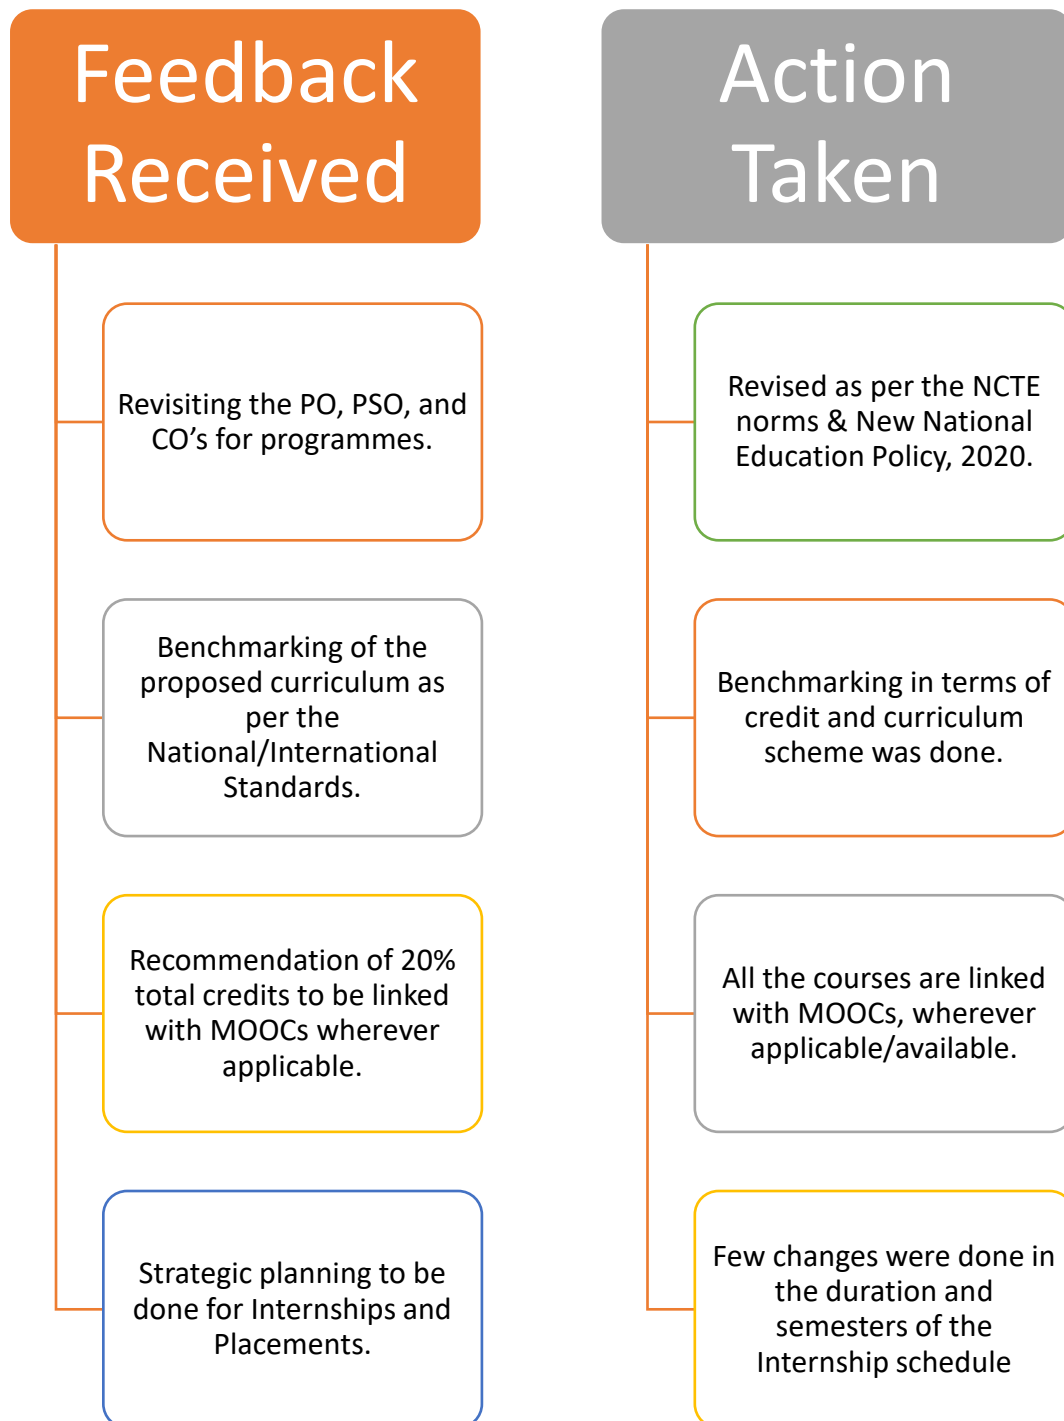 Feedback
Received
Revisiting the PO, PSO, and
CO’s for programmes.
Benchmarking of the
proposed curriculum as
per the
National/International
Standards.
Recommendation of 20%
total credits to be linked
with MOOCs wherever
applicable.
Strategic planning to be
done for Internships and
Placements.
Action
Taken
Revised as per the NCTE
norms & New National
Education Policy, 2020.
Benchmarking in terms of
credit and curriculum
scheme was done.
All the courses are linked
with MOOCs, wherever
applicable/available.
Few changes were done in
the duration and
semesters of the
Internship schedule